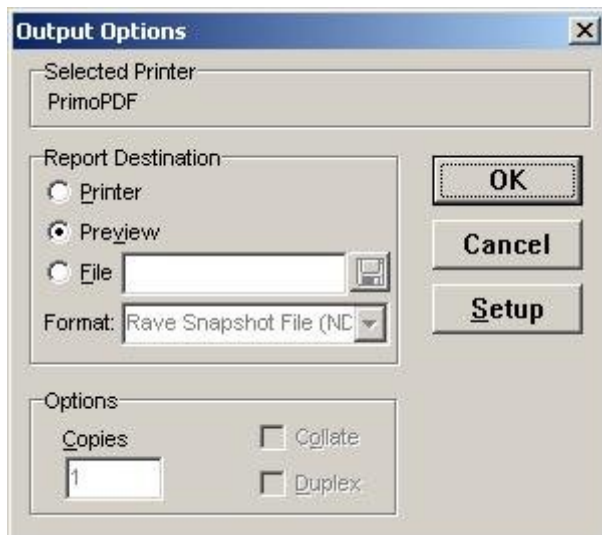 Output Options
Selected Printer
PrimoPDF
Report Destination
Printer
Preview
File
Format: Rave Snapshot File (ND
OK
Cancel
Setup
Options
Copies
1
Collate
Duplex